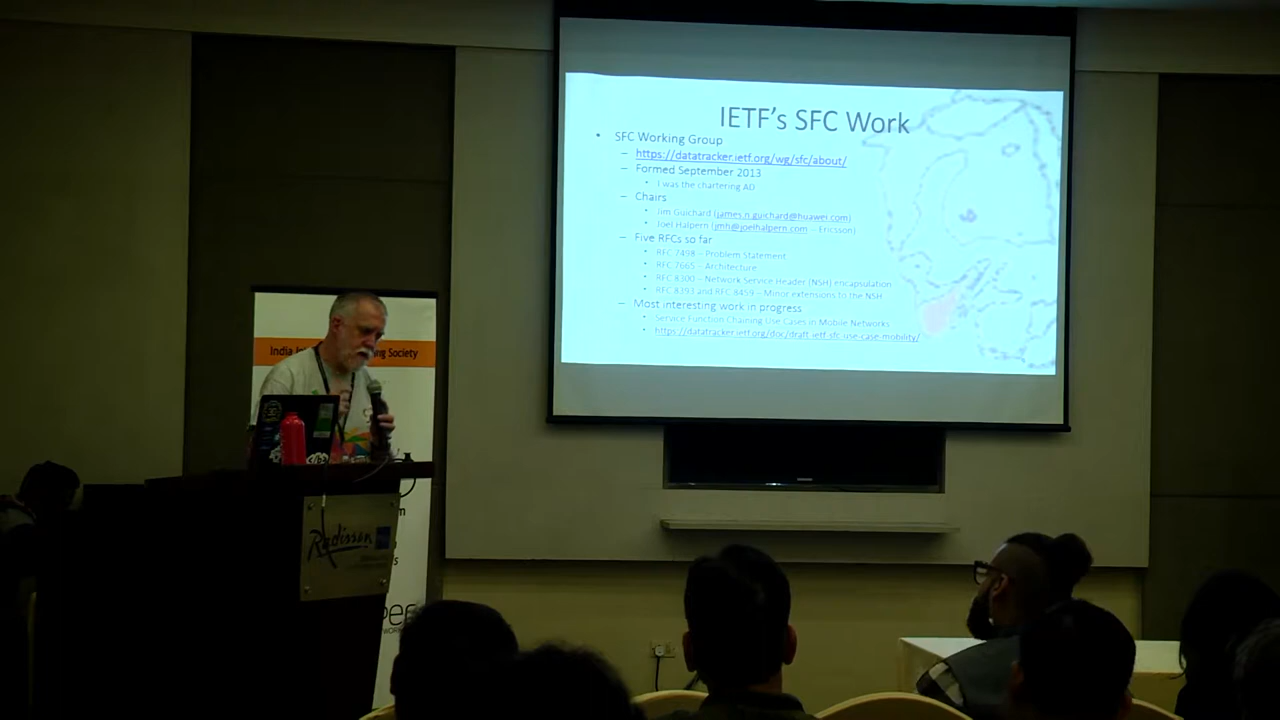 IETF's SFC Work
• SFC Working Group
– https://datatracker.ietf.org/wg/sfc/about/
– Formed September 2013
• I was the chartering AD
– Chairs
• Jim Guichard (james.n.guichard@huawei.com)
• Joel Halpern (jmh@joelhalpern.com – Ericsson)
– Five RFCs so far
• RFC 7498 – Problem Statement
• RFC 7665 – Architecture
• RFC 8300 – Network Service Header (NSH) encapsulation
• RFC 8393 and RFC 8459 – Minor extensions to the NSH
– Most interesting work in progress
• Service Function Chaining Use Cases in Mobile Networks
• https://datatracker.ietf.org/doc/draft-ietf-sfc-use-case-mobility/
India Society
Radisson